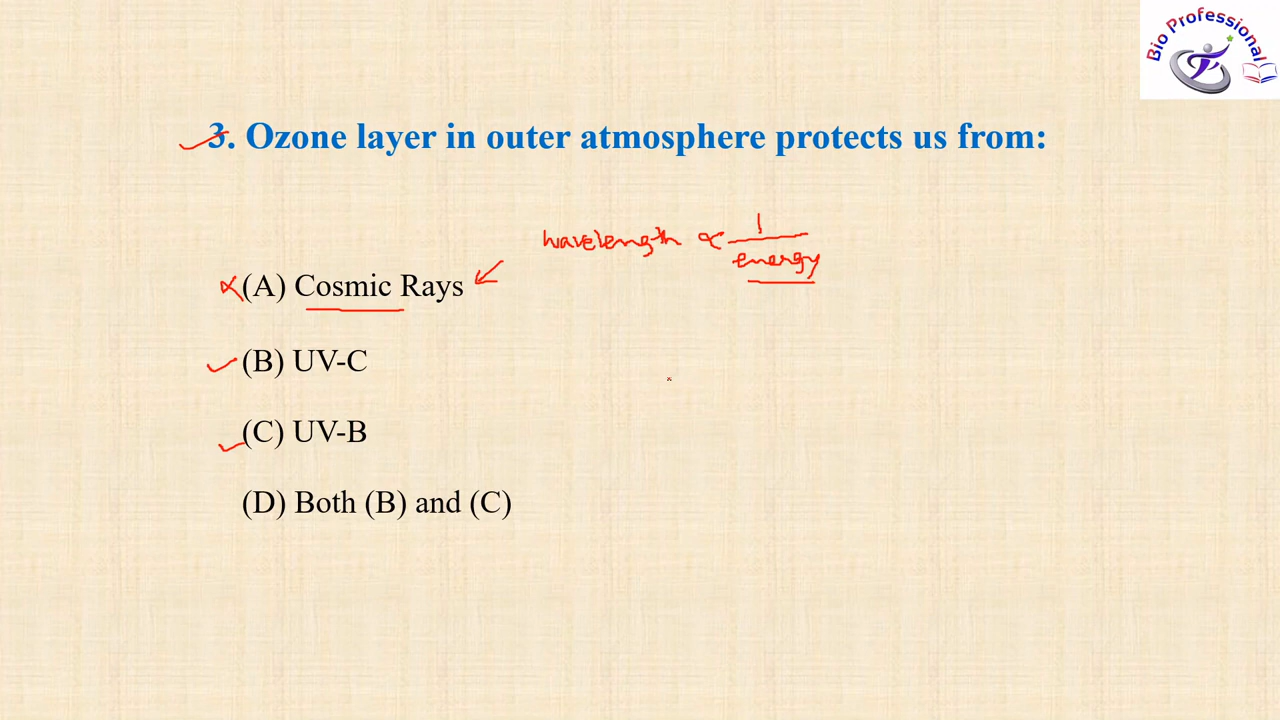 Bio Professional
3. Ozone layer in outer atmosphere protects us from:
wavelength ∝ 1
energy
(A) Cosmic Rays
(B) UV-C
(C) UV-B
(D) Both (B) and (C)